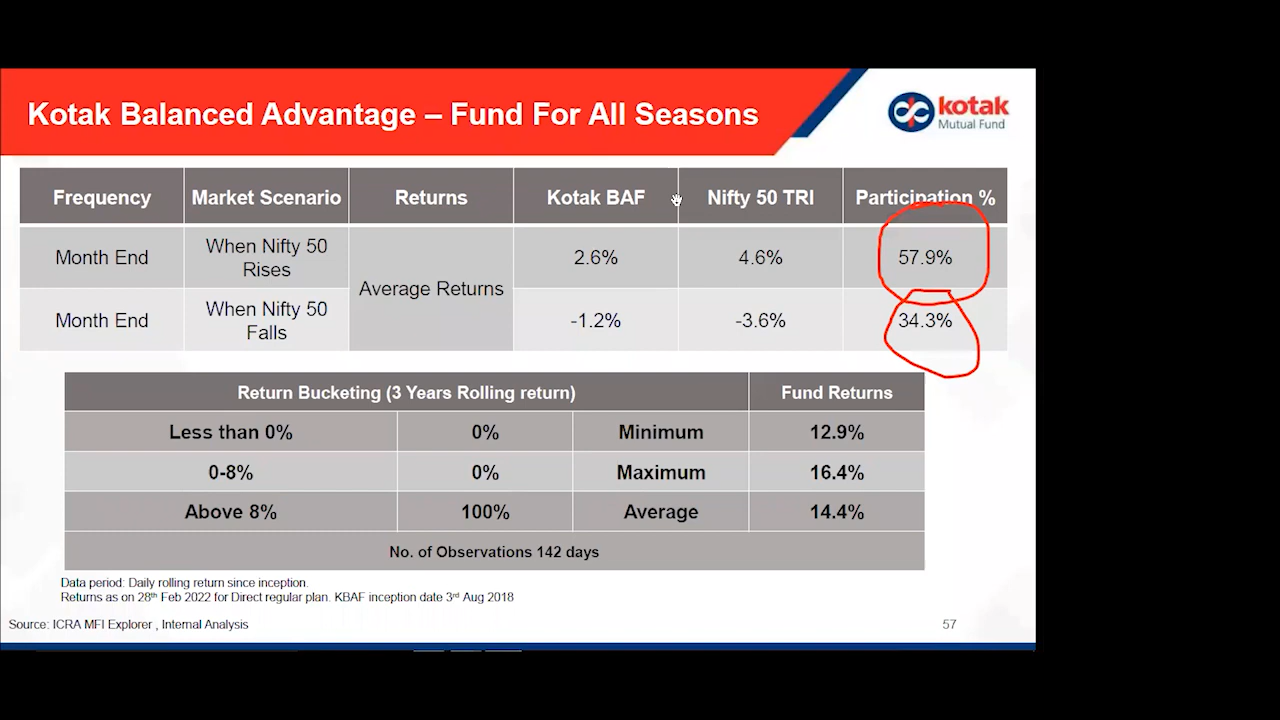 Kotak Balanced Advantage – Fund For All Seasons
kotak
Mutual Fund
Frequency Market Scenario Returns Kotak BAF Nifty 50 TRI Participation %
Month End When Nifty 50 Rises Average Returns 2.6% 4.6% 57.9%
Month End When Nifty 50 Falls -1.2% -3.6% 34.3%
Return Bucketing (3 Years Rolling return) Fund Returns
Less than 0% 0% Minimum 12.9%
0-8% 0% Maximum 16.4%
Above 8% 100% Average 14.4%
No. of Observations 142 days
Data period: Daily rolling return since inception.
Returns as on 28th Feb 2022 for Direct regular plan. KBAF inception date 3rd Aug 2018
Source: ICRA MFI Explorer , Internal Analysis
57